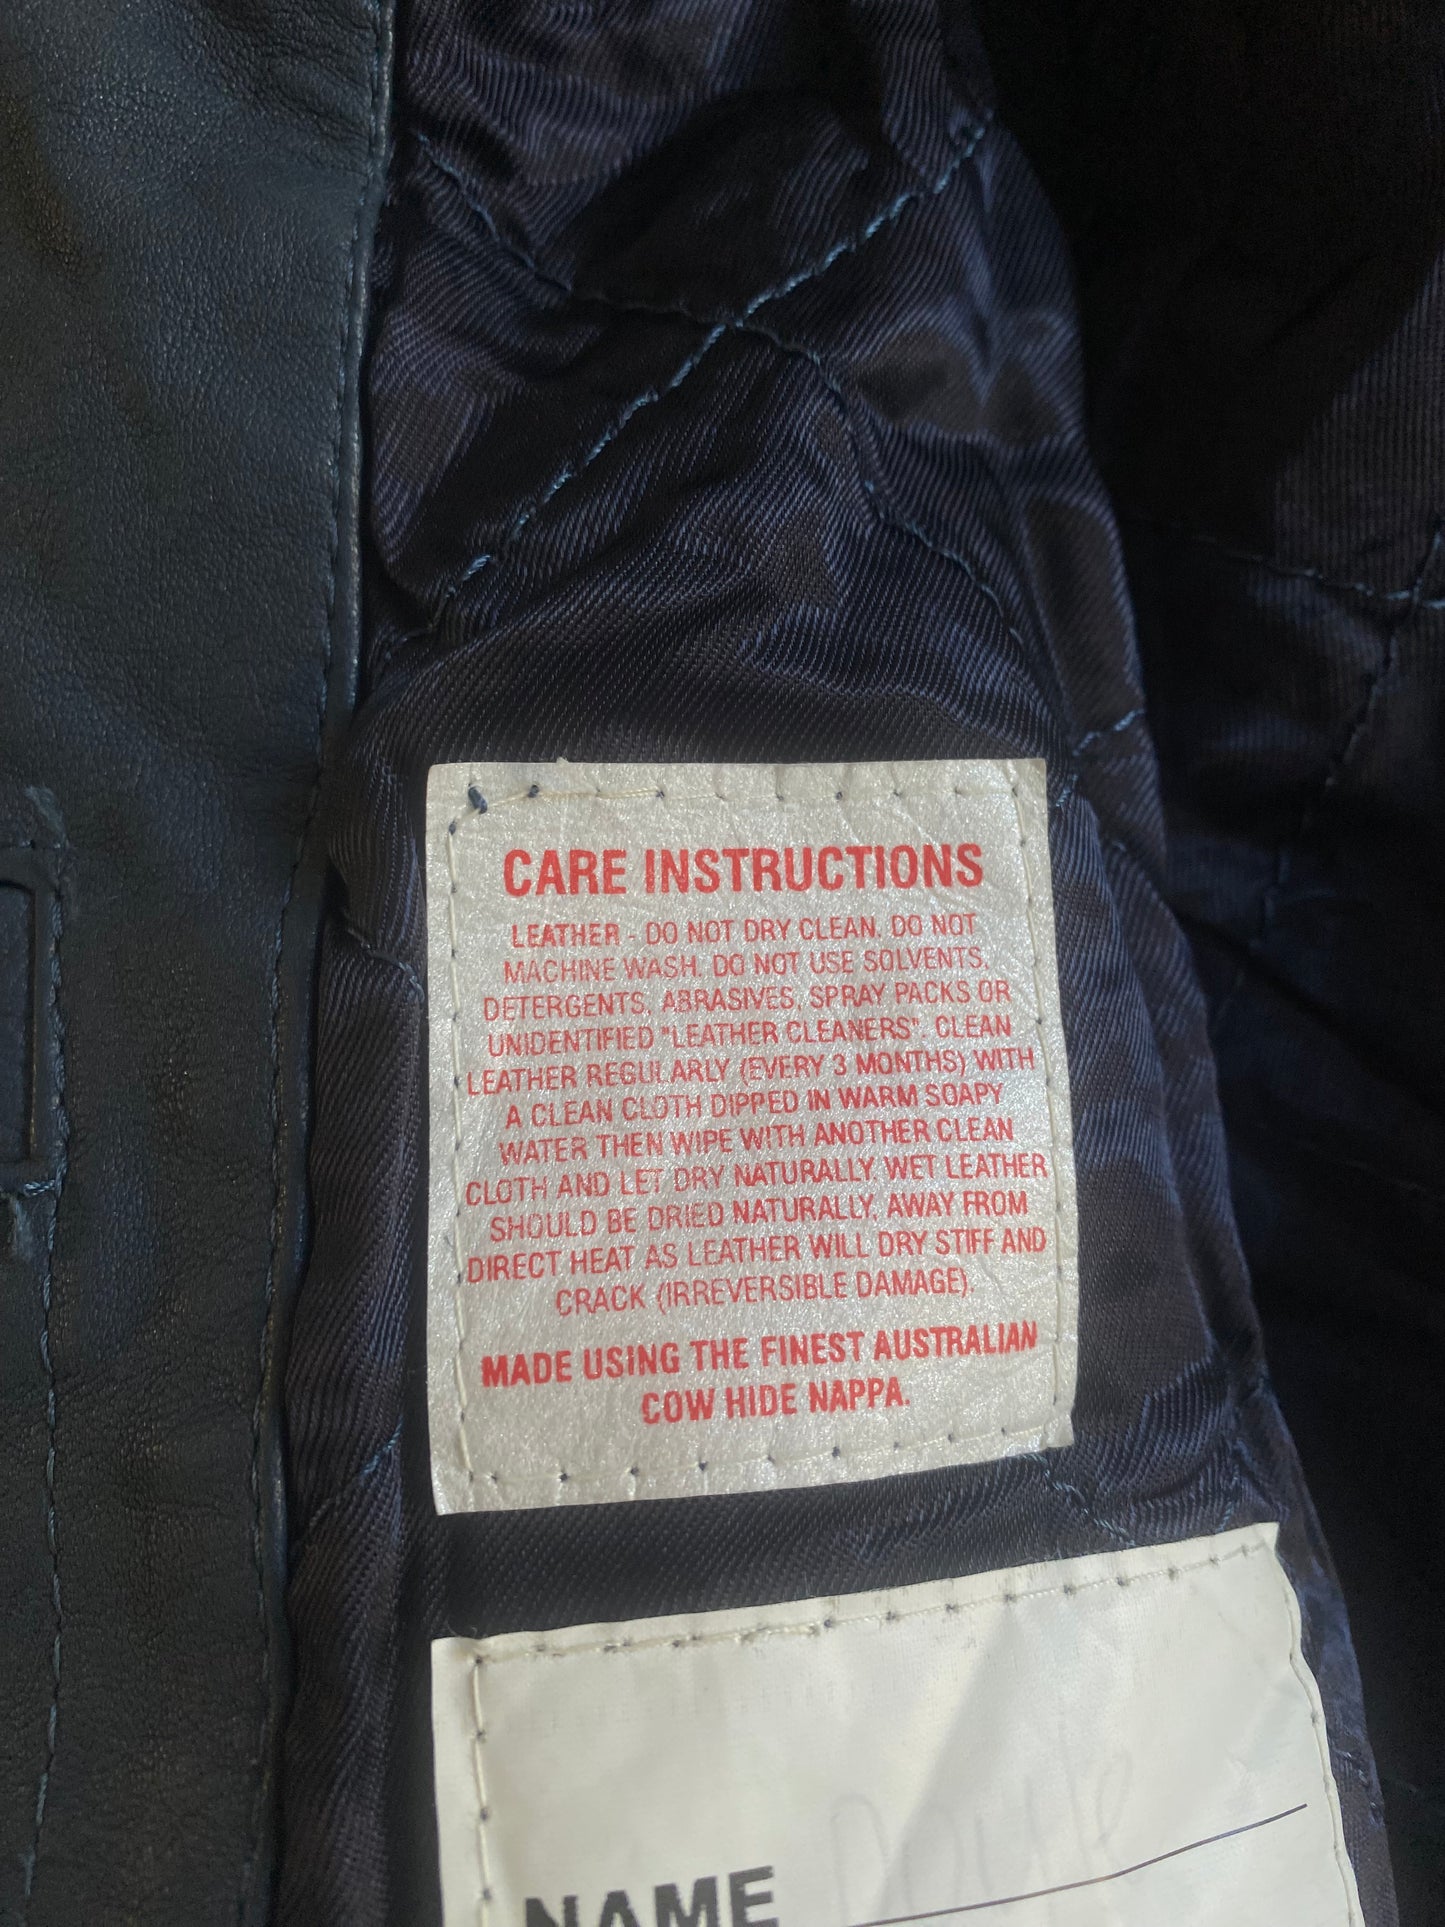 CARE INSTRUCTIONS
LEATHER - DO NOT DRY CLEAN. DO NOT
MACHINE WASH. DO NOT USE SOLVENTS,
DETERGENTS, ABRASIVES, SPRAY PACKS OR
UNIDENTIFIED "LEATHER CLEANERS". CLEAN
LEATHER REGULARLY (EVERY 3 MONTHS) WITH
A CLEAN CLOTH DIPPED IN WARM SOAPY
WATER THEN WIPE WITH ANOTHER CLEAN
CLOTH AND LET DRY NATURALLY. WET LEATHER
SHOULD BE DRIED NATURALLY, AWAY FROM
DIRECT HEAT AS LEATHER WILL DRY STIFF AND
CRACK (IRREVERSIBLE DAMAGE).
MADE USING THE FINEST AUSTRALIAN
COW HIDE NAPPA.
NAME